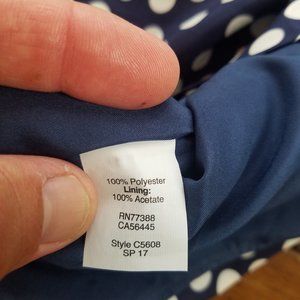 100% Polyester
Lining:
100% Acetate
RN77388
CA56445
Style C5608
SP 17